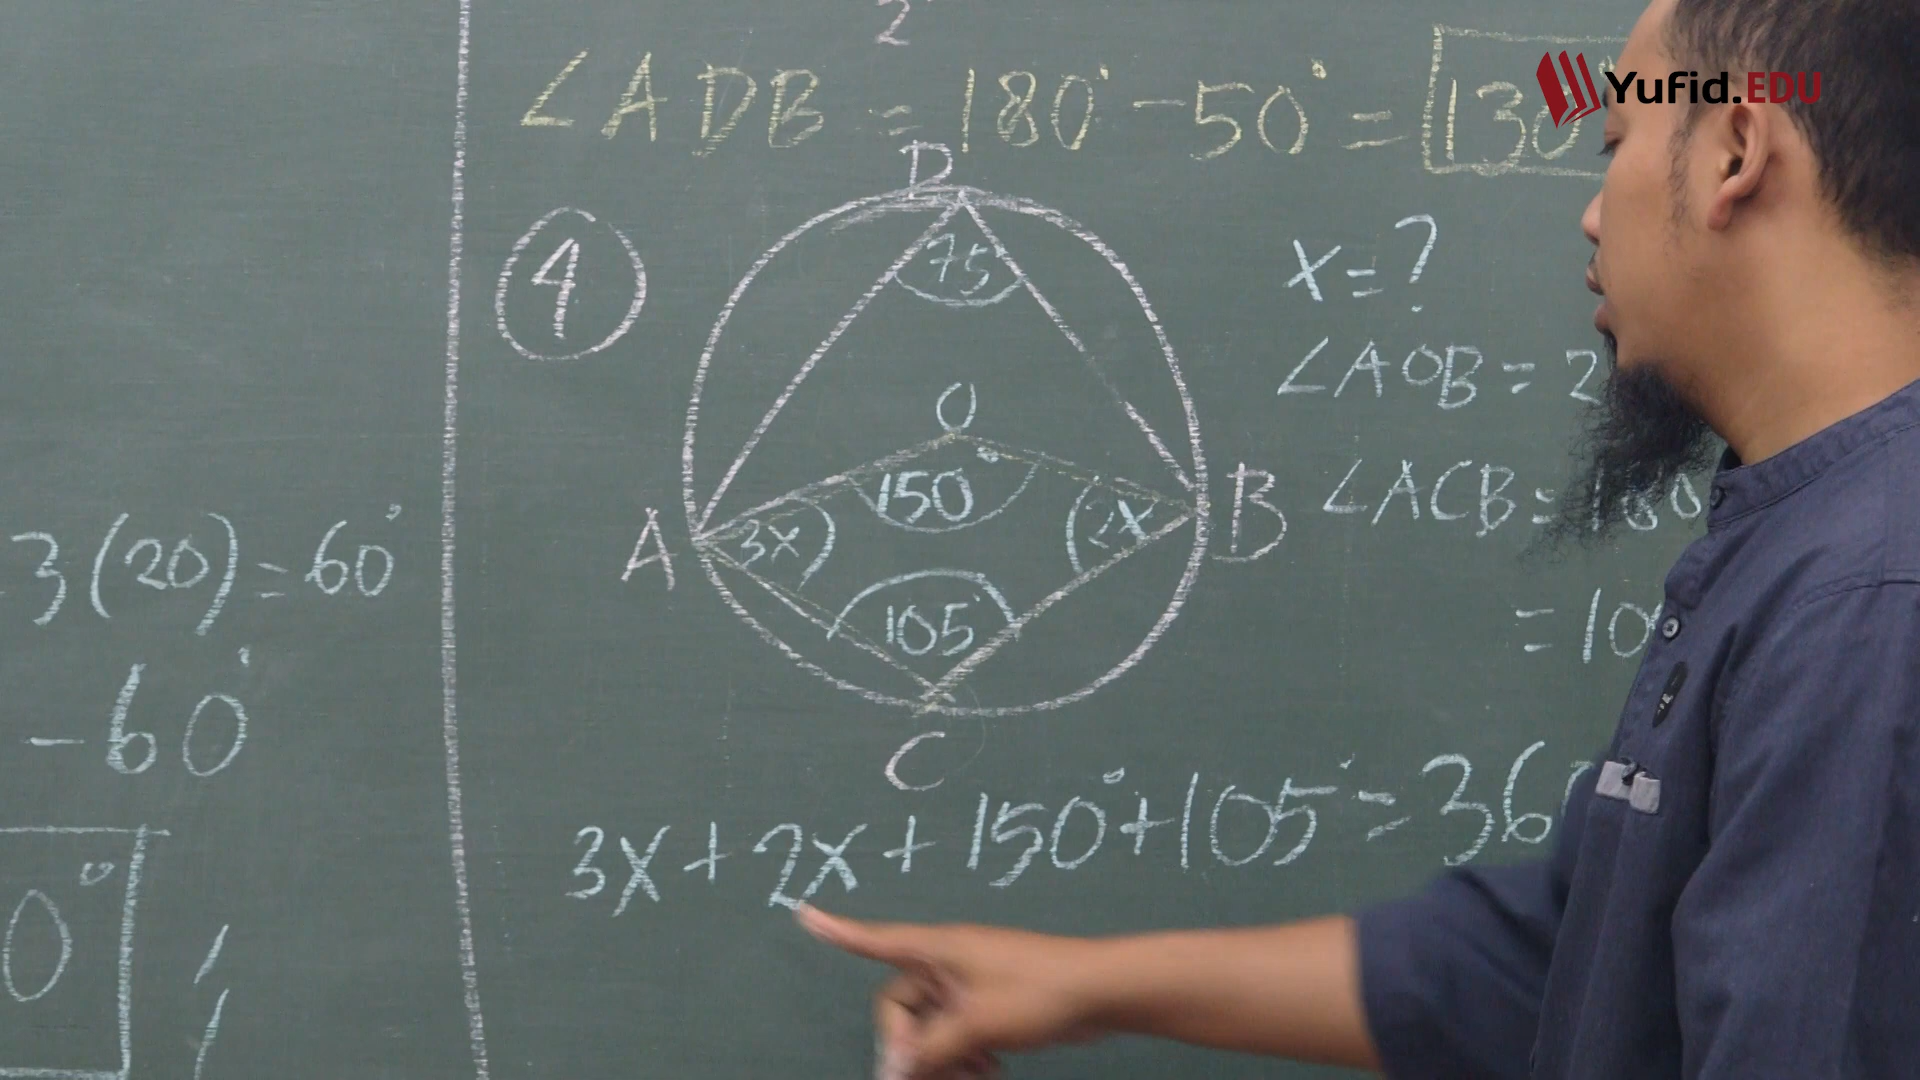 2
∠ADB = 180° - 50° = 130°
Yufid.EDU
4
D
75
x = ?
∠AOB = 2
O
150°
A
3x
2x
B
∠ACB = 180
105°
= 10
C
3x + 2x + 150° + 105° = 360
3(20) = 60°
- 60°
0°